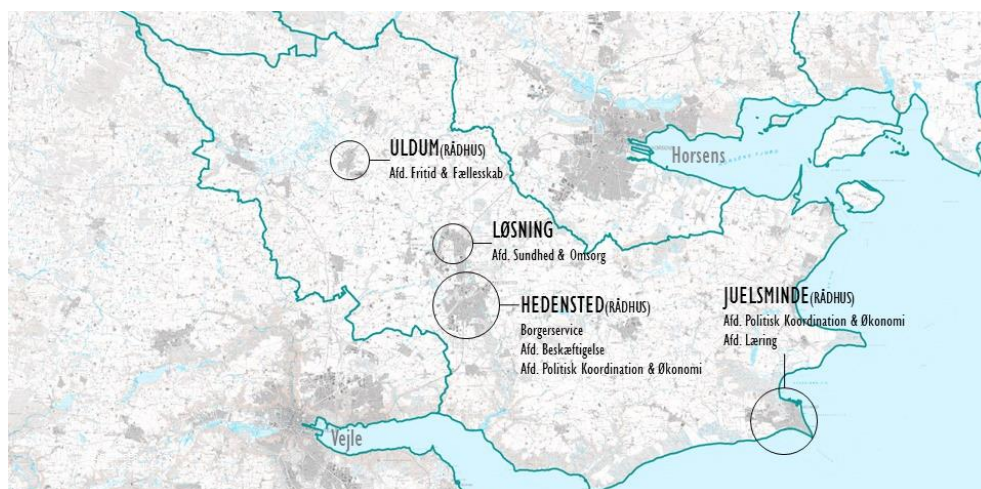 ULDUM(RÅDHUS)
Afd. Fritid & Fællesskab
Horsens
LØSNING
Afd. Sundhed & Omsorg
HEDENSTED(RÅDHUS)
Borgerservice
Afd. Beskæftigelse
Afd. Politisk Koordination & Økonomi
JUELSMINDE(RÅDHUS)
Afd. Politisk Koordination & Økonomi
Afd. Læring
Vejle